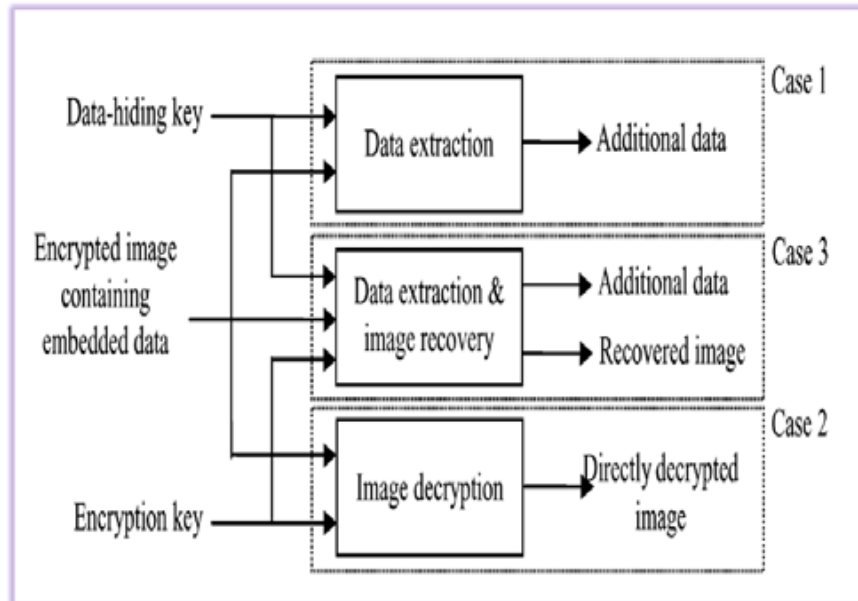 Case 1
Data-hiding key
Data extraction
Additional data
Encrypted image
containing
embedded data
Case 3
Data extraction &
image recovery
Additional data
Recovered image
Case 2
Encryption key
Image decryption
Directly decrypted
image